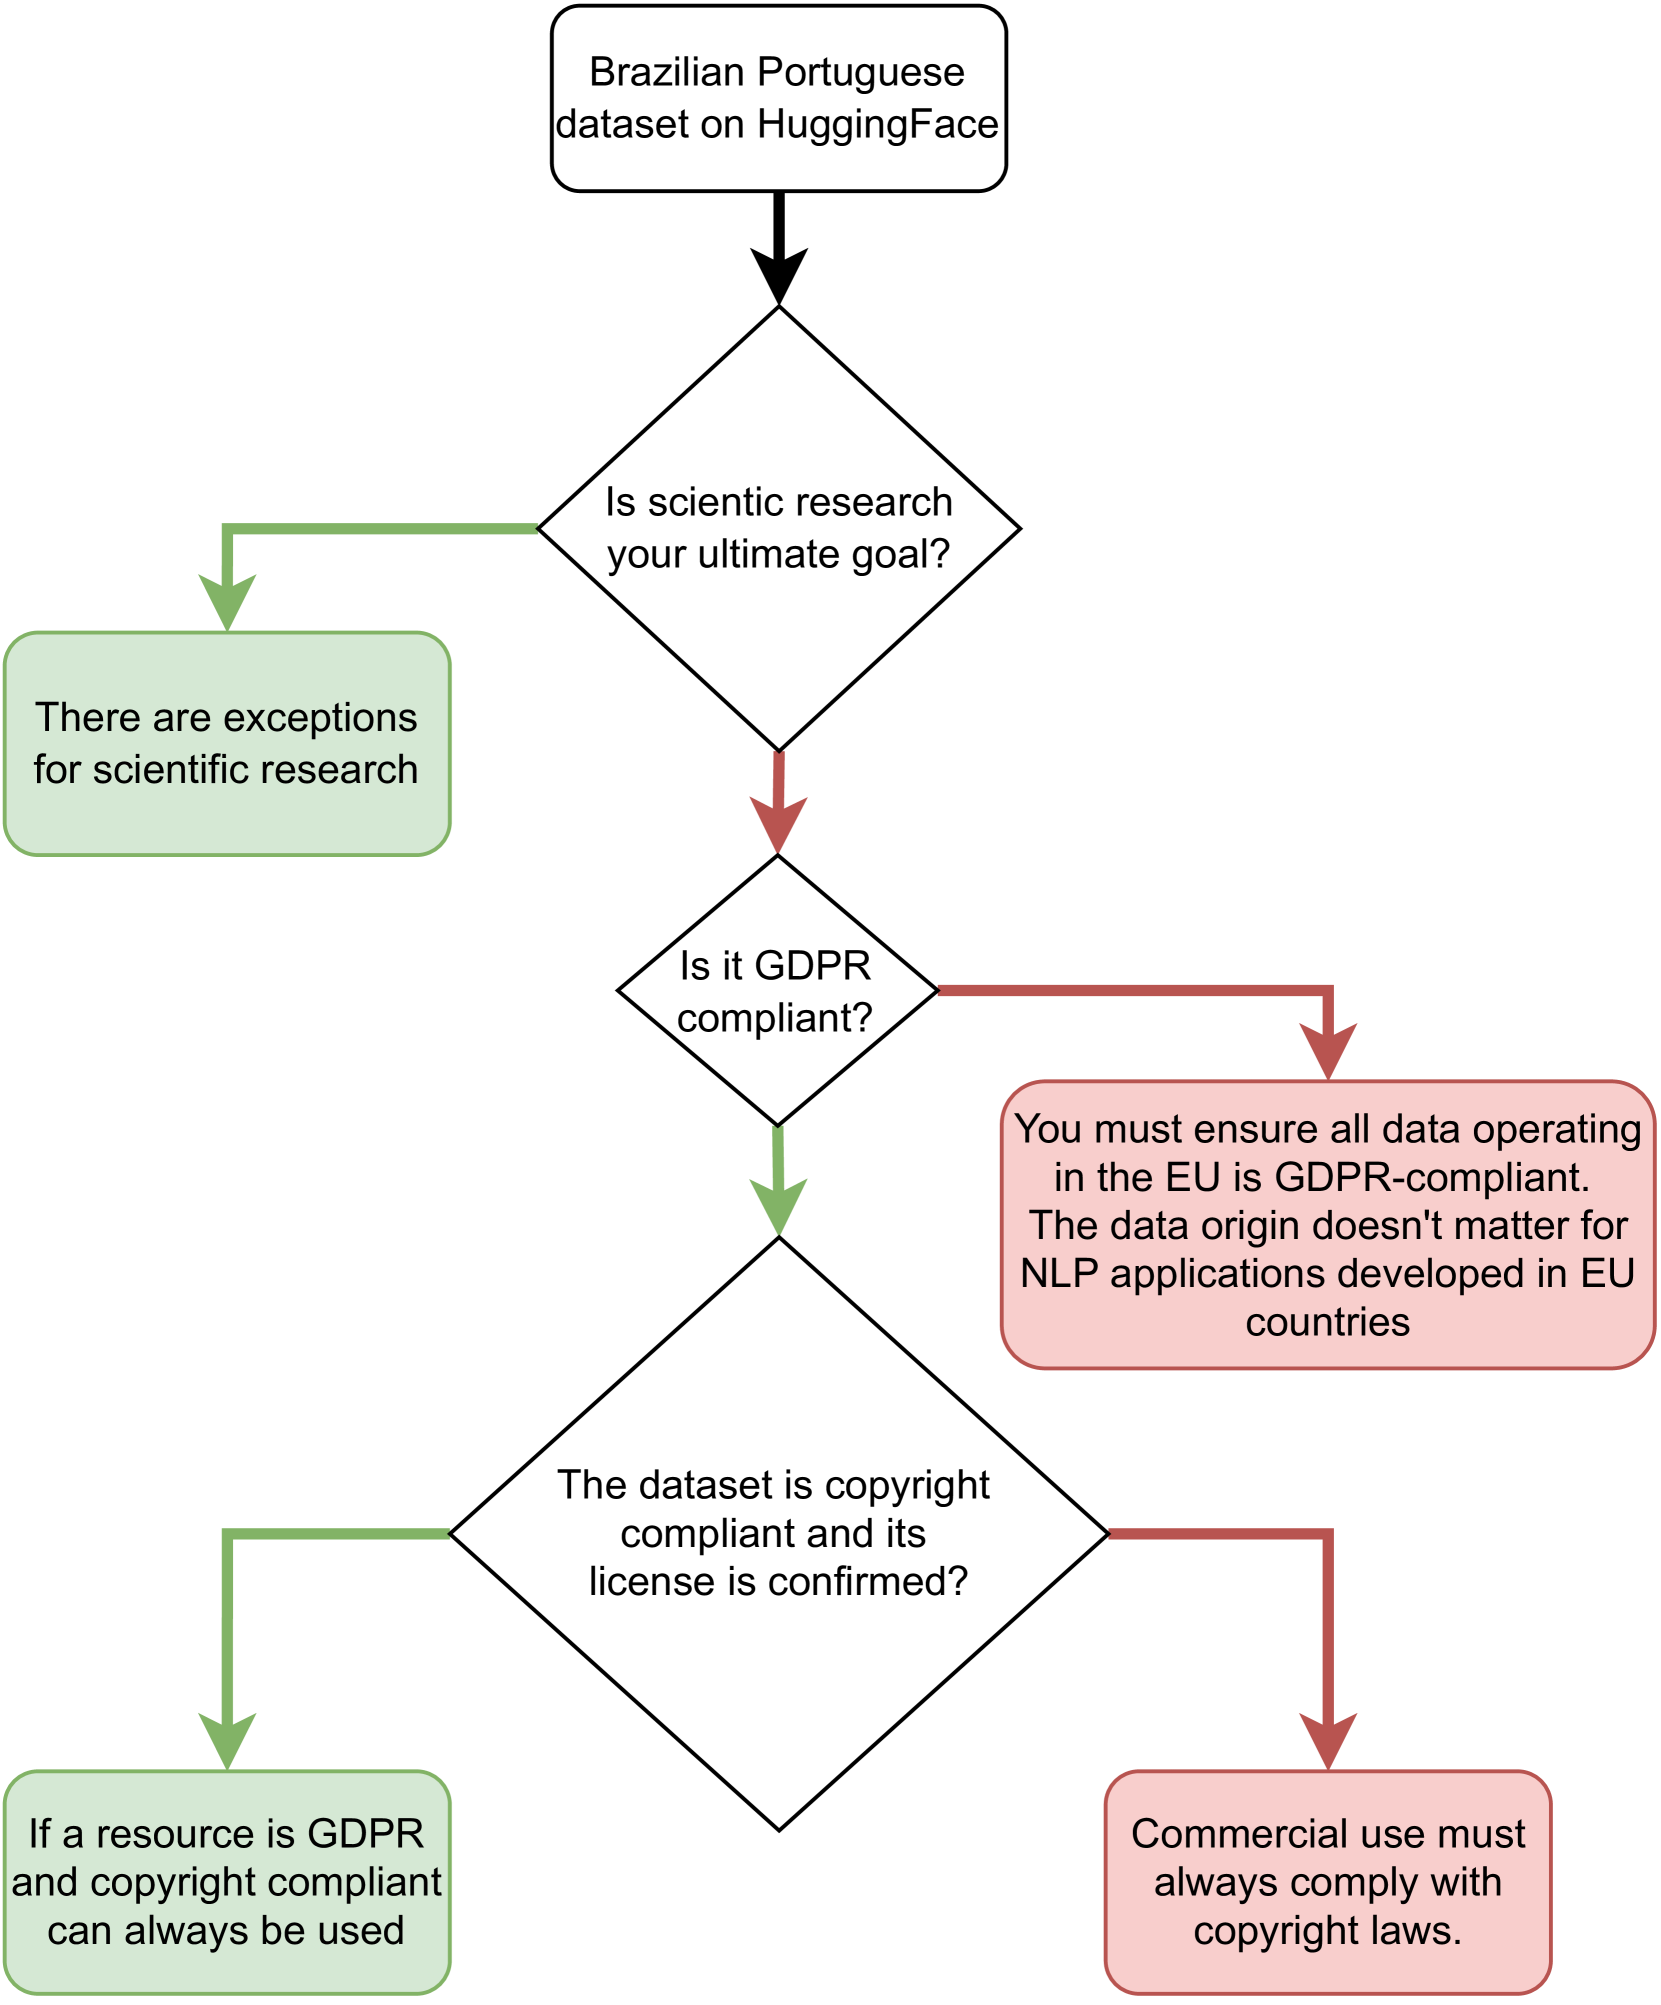 Brazilian Portuguese
dataset on HuggingFace
Is scientic research
your ultimate goal?
There are exceptions
for scientific research
Is it GDPR
compliant?
You must ensure all data operating
in the EU is GDPR-compliant.
The data origin doesn't matter for
NLP applications developed in EU
countries
The dataset is copyright
compliant and its
license is confirmed?
If a resource is GDPR
and copyright compliant
can always be used
Commercial use must
always comply with
copyright laws.